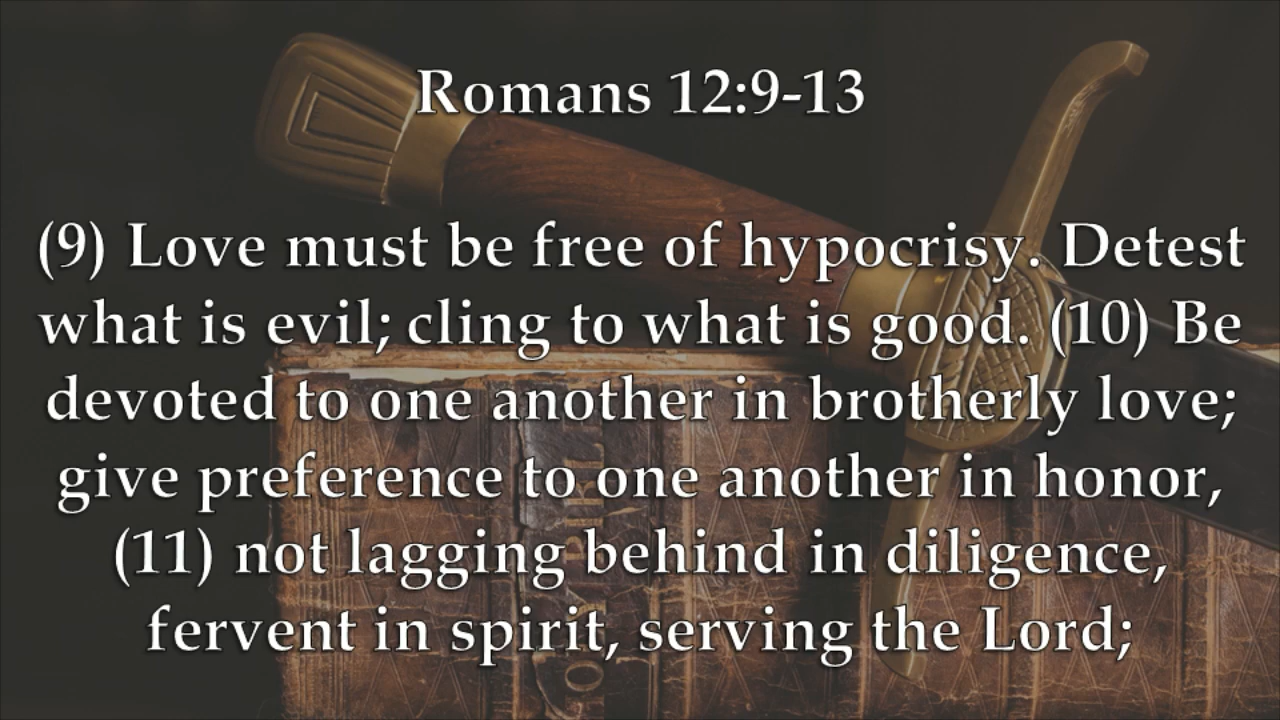 Romans 12:9-13
(9) Love must be free of hypocrisy. Detest
what is evil; cling to what is good. (10) Be
devoted to one another in brotherly love;
give preference to one another in honor,
(11) not lagging behind in diligence,
fervent in spirit, serving the Lord;